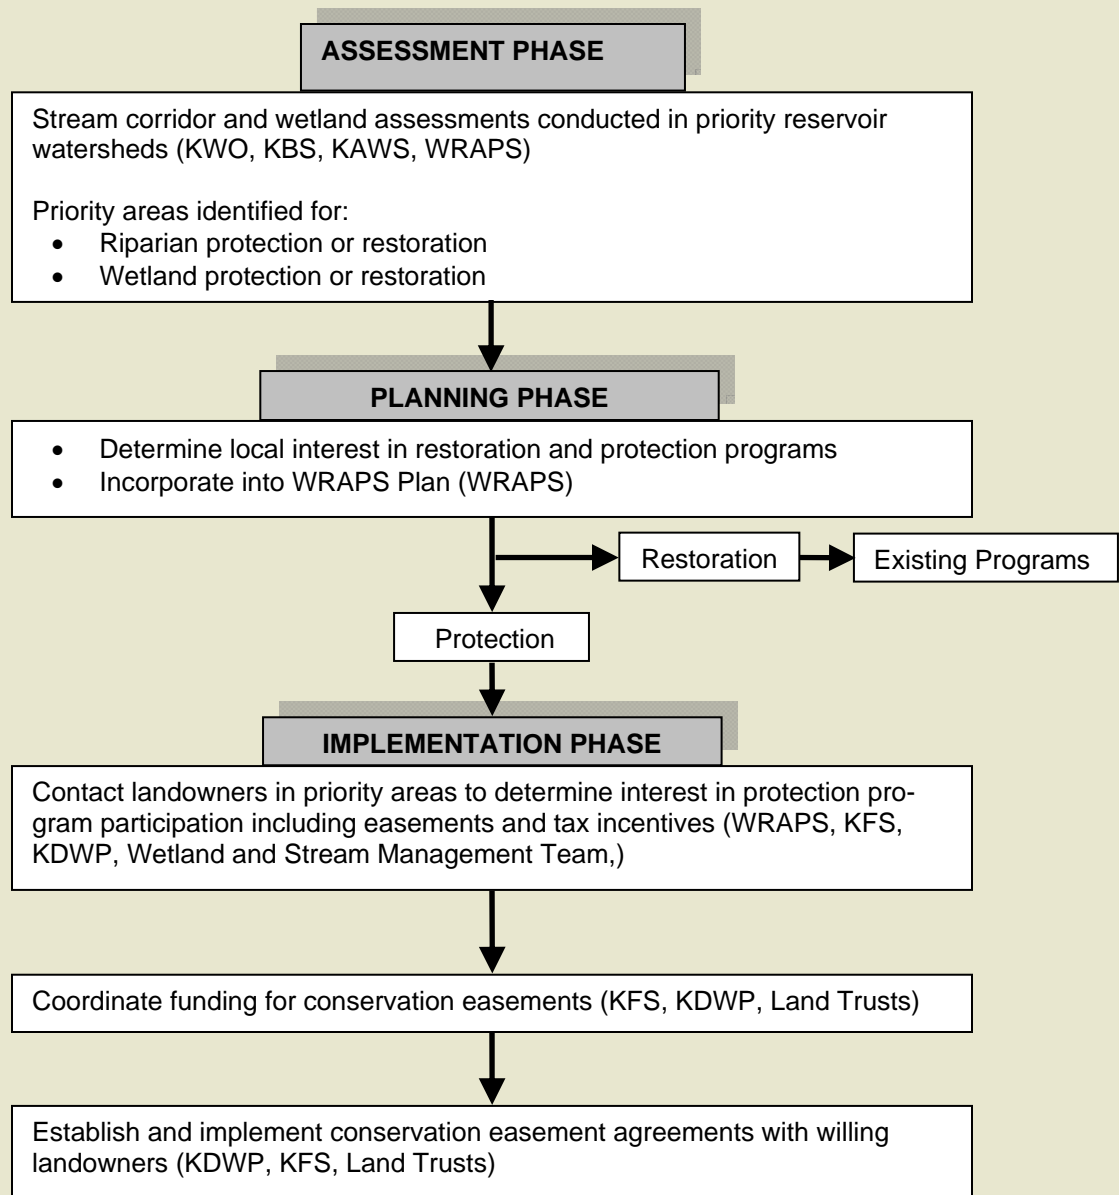 ASSESSMENT PHASE
Stream corridor and wetland assessments conducted in priority reservoir
watersheds (KWO, KBS, KAWS, WRAPS)
Priority areas identified for:
• Riparian protection or restoration
• Wetland protection or restoration
PLANNING PHASE
• Determine local interest in restoration and protection programs
• Incorporate into WRAPS Plan (WRAPS)
Restoration
Existing Programs
Protection
IMPLEMENTATION PHASE
Contact landowners in priority areas to determine interest in protection pro-
gram participation including easements and tax incentives (WRAPS, KFS,
KDWP, Wetland and Stream Management Team,)
Coordinate funding for conservation easements (KFS, KDWP, Land Trusts)
Establish and implement conservation easement agreements with willing
landowners (KDWP, KFS, Land Trusts)